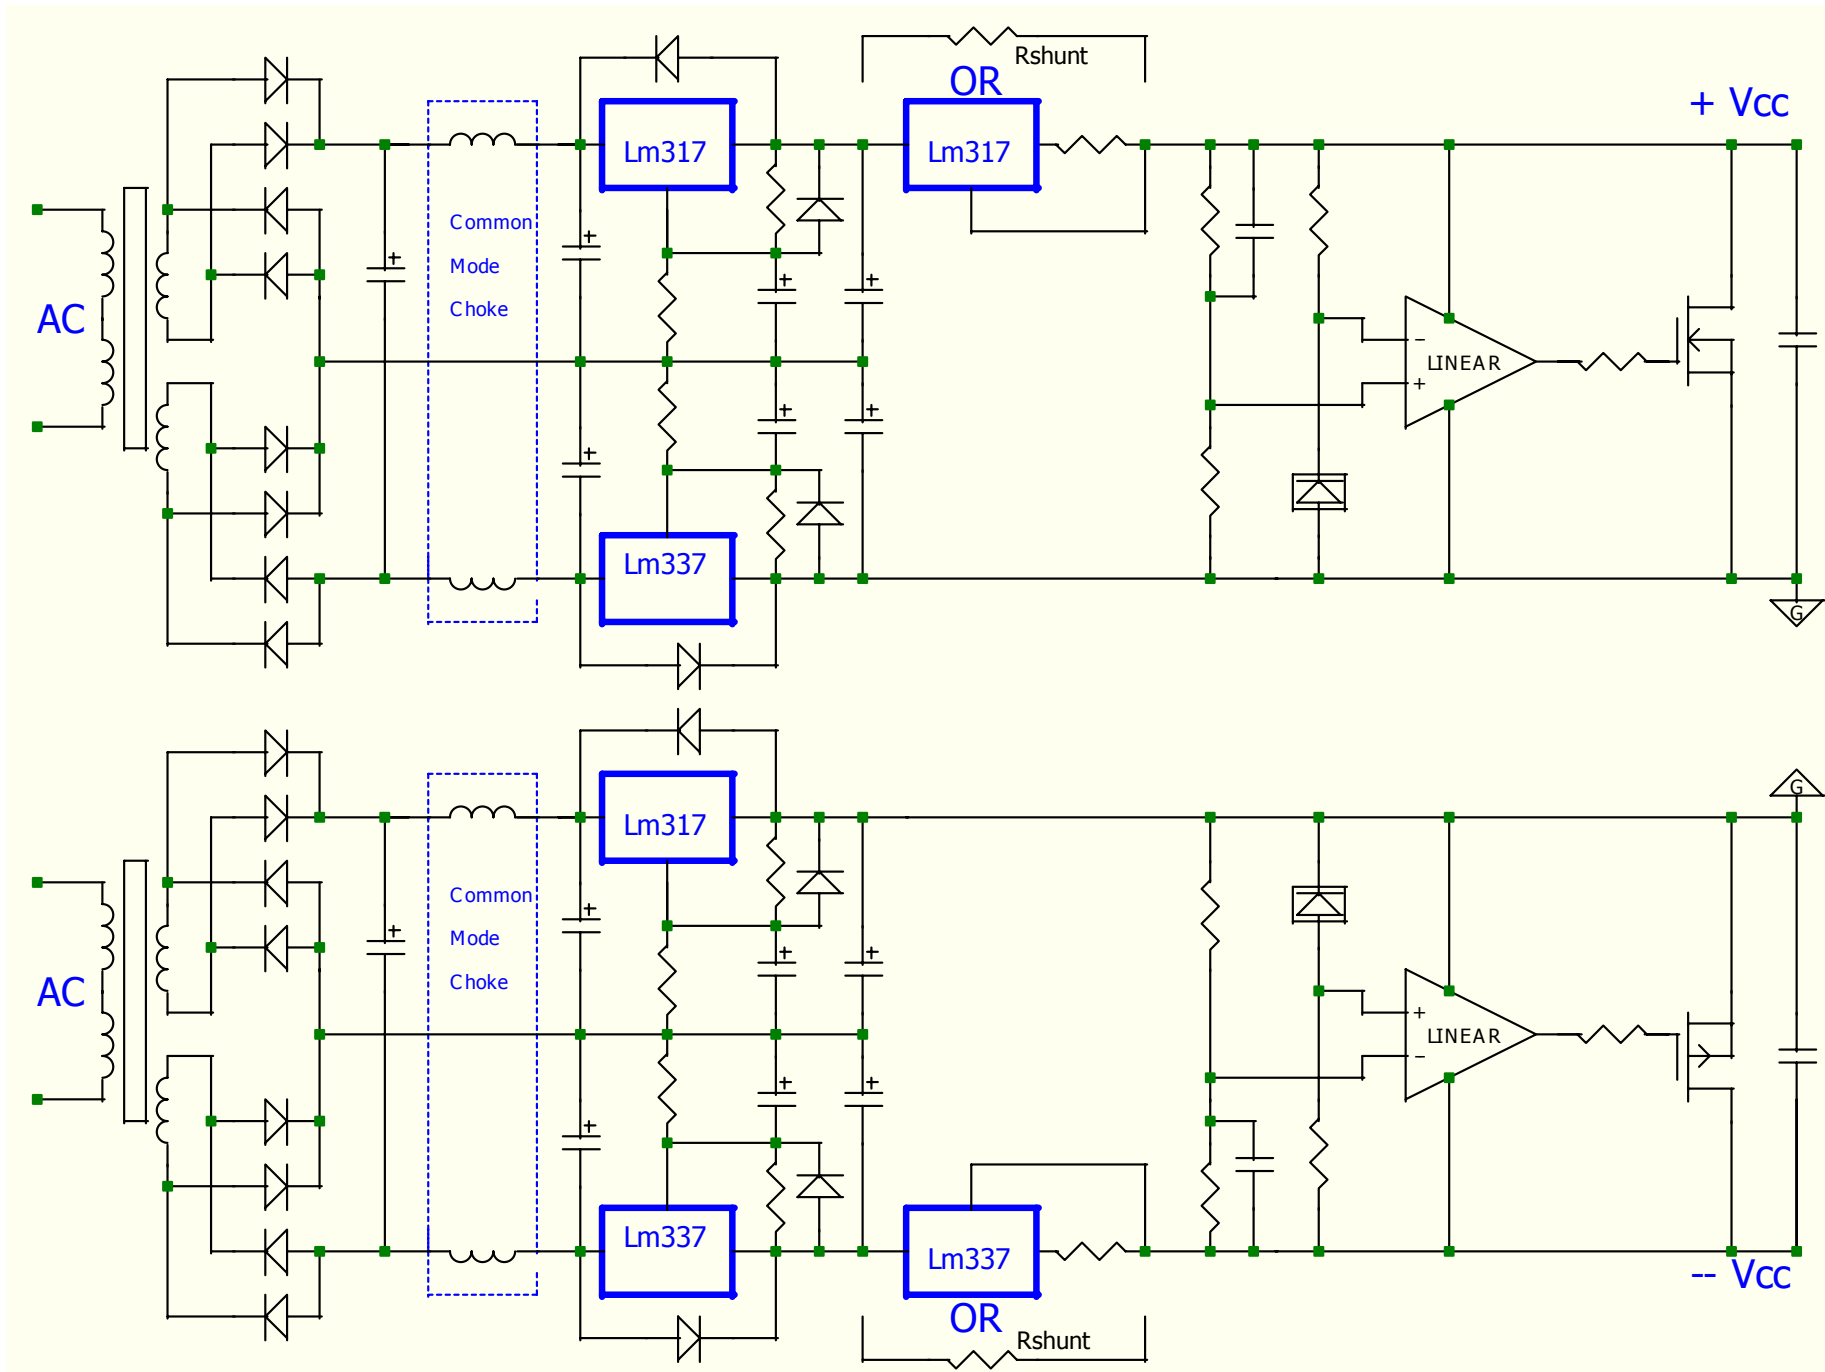 Rshunt
OR
+ Vcc
Lm317
Lm317
Common
Mode
Choke
AC
LINEAR
Lm337
G
G
Lm317
Common
Mode
Choke
AC
LINEAR
Lm337
Lm337
-- Vcc
OR
Rshunt